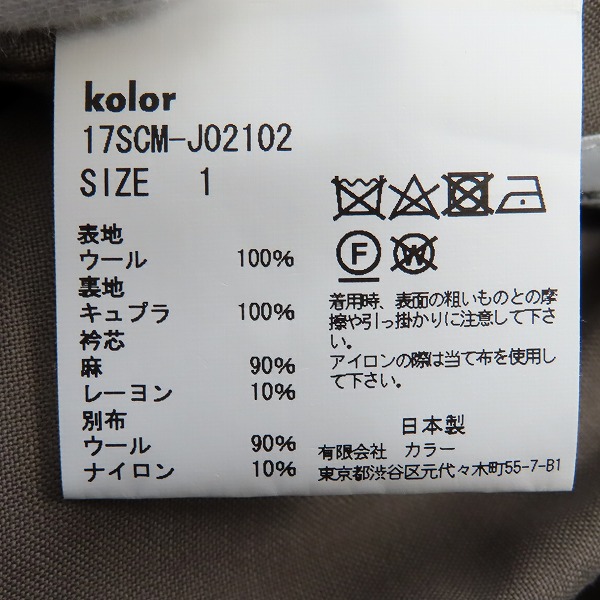 kolor
17SCM-J02102
SIZE 1
表地
ウール 100%
裏地
キュプラ 100%
衿芯
麻 90%
レーヨン 10%
別布
ウール 90%
ナイロン 10%
F
W
着用時、表面の粗いものとの摩
擦や引っ掛かりに注意して下さ
い。
アイロンの際は当て布を使用し
て下さい。
日本製
有限会社 カラー
東京都渋谷区元代々木町55-7-B1